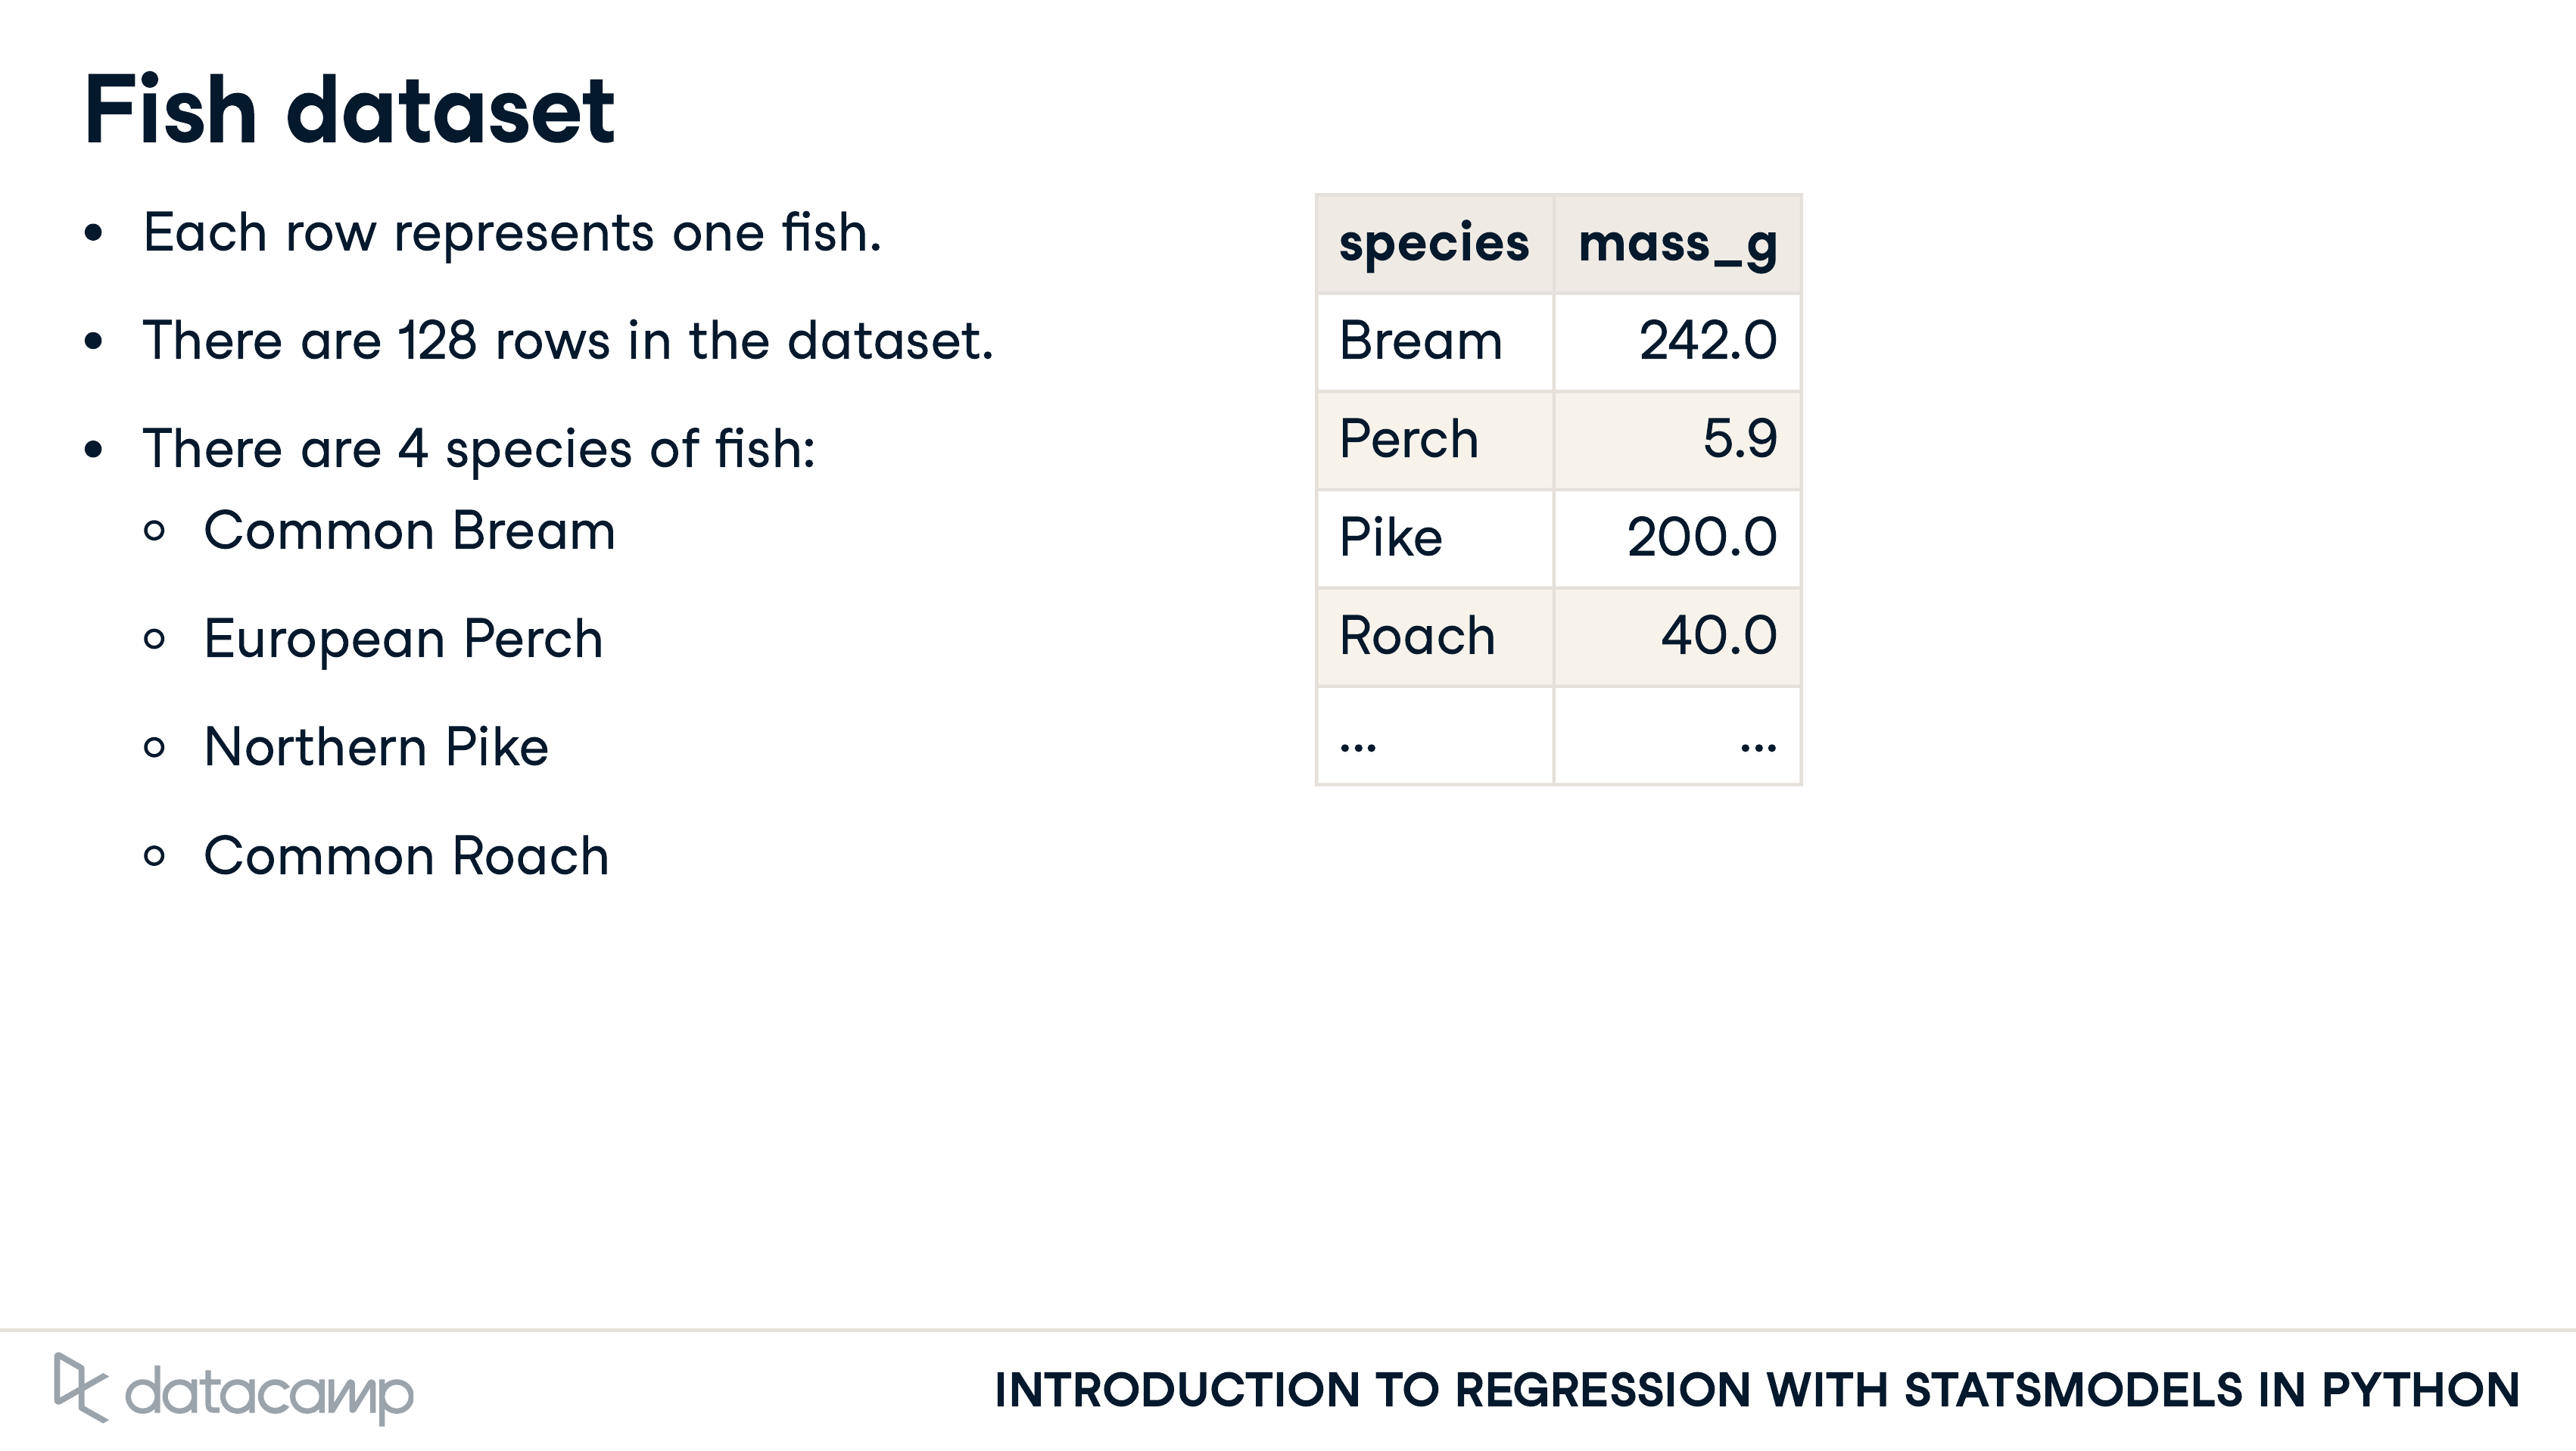 Fish dataset
• Each row represents one fish.
• There are 128 rows in the dataset.
• There are 4 species of fish:
○ Common Bream
○ European Perch
○ Northern Pike
○ Common Roach
species mass_g
Bream 242.0
Perch 5.9
Pike 200.0
Roach 40.0
... ...
datacamp
INTRODUCTION TO REGRESSION WITH STATSMODELS IN PYTHON